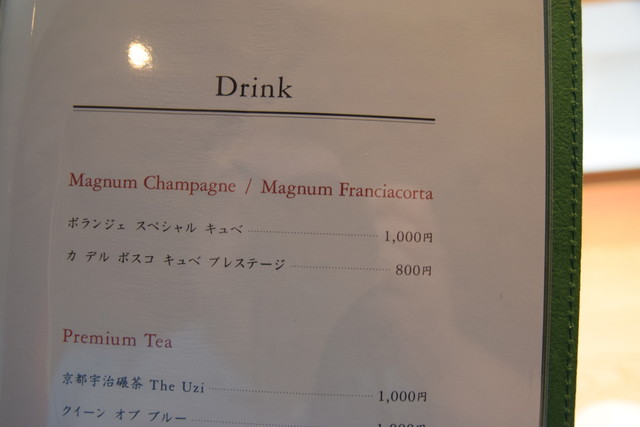 Drink
Magnum Champagne / Magnum Franciacorta
ボランジェ スペシャル キュベ 1,000円
カ デル ボスコ キュベ プレステージ 800円
Premium Tea
京都宇治碾茶 The Uzi 1,000円
クイーン オブ ブルー